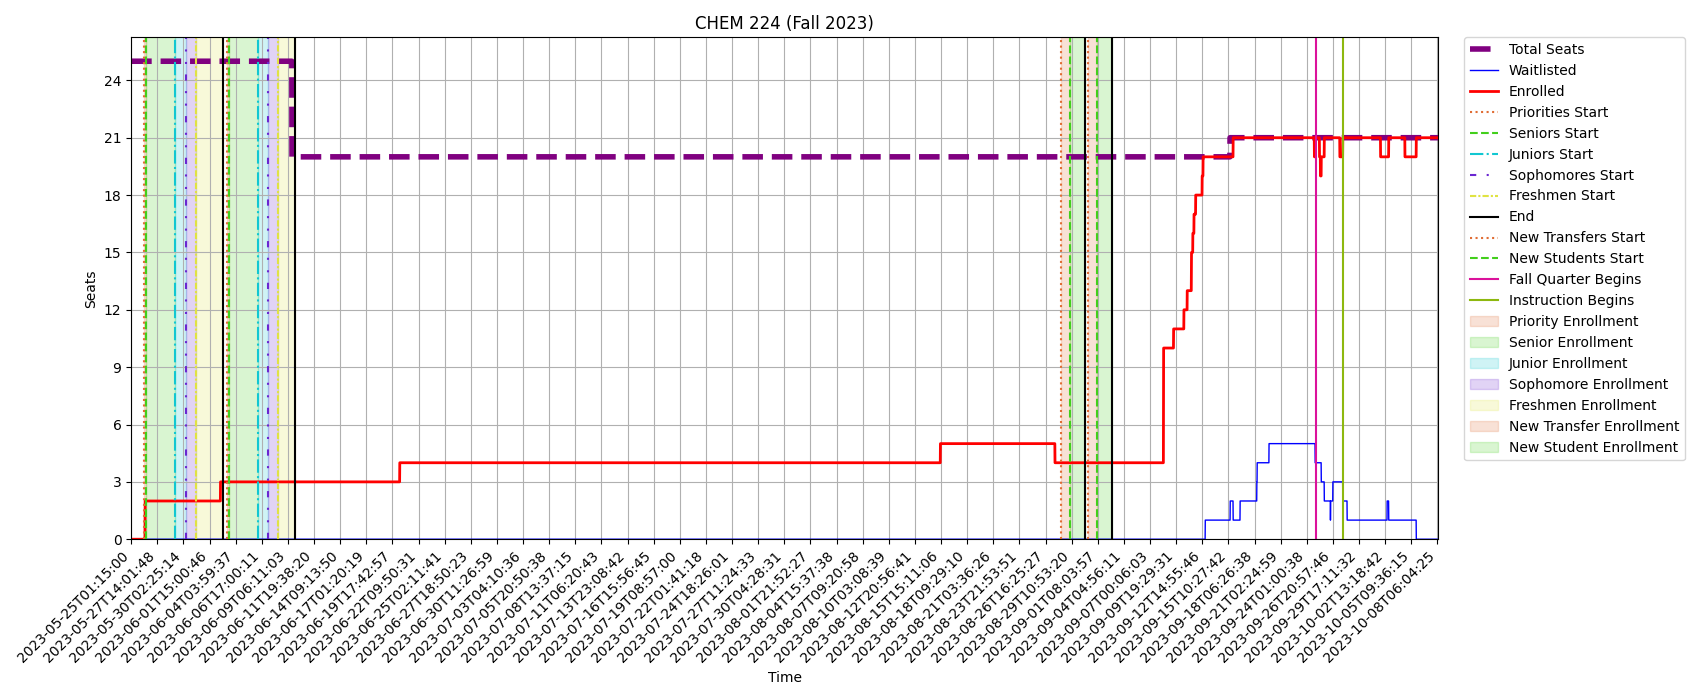 CHEM 224 (Fall 2023)
Seats
24
21
18
15
12
9
6
3
0
2023-05-25T01:15:00
2023-05-27T14:01:48
2023-05-30T02:25:14
2023-06-01T15:00:46
2023-06-04T03:59:37
2023-06-06T17:00:11
2023-06-09T06:11:03
2023-06-11T19:38:20
2023-06-14T09:13:50
2023-06-17T01:20:19
2023-06-19T17:42:57
2023-06-22T09:50:31
2023-06-25T02:11:41
2023-06-27T18:50:23
2023-06-30T11:26:59
2023-07-03T04:10:36
2023-07-05T20:50:38
2023-07-08T13:37:15
2023-07-11T06:20:43
2023-07-13T23:08:42
2023-07-16T15:56:45
2023-07-19T08:57:00
2023-07-22T01:41:18
2023-07-24T18:26:01
2023-07-27T11:24:33
2023-07-30T04:28:31
2023-08-01T21:52:27
2023-08-04T15:37:38
2023-08-07T09:20:58
2023-08-10T03:08:39
2023-08-12T20:56:41
2023-08-15T15:11:06
2023-08-18T09:29:10
2023-08-21T03:36:26
2023-08-23T21:53:51
2023-08-26T16:25:27
2023-08-29T10:53:20
2023-09-01T08:03:57
2023-09-04T04:56:11
2023-09-07T00:06:03
2023-09-09T19:29:31
2023-09-12T14:55:46
2023-09-15T10:27:42
2023-09-18T06:26:38
2023-09-21T02:24:59
2023-09-24T01:00:38
2023-09-26T20:57:46
2023-09-29T17:11:32
2023-10-02T13:18:42
2023-10-05T09:36:15
2023-10-08T06:04:25
Time
Total Seats
Waitlisted
Enrolled
Priorities Start
Seniors Start
Juniors Start
Sophomores Start
Freshmen Start
End
New Transfers Start
New Students Start
Fall Quarter Begins
Instruction Begins
Priority Enrollment
Senior Enrollment
Junior Enrollment
Sophomore Enrollment
Freshmen Enrollment
New Transfer Enrollment
New Student Enrollment